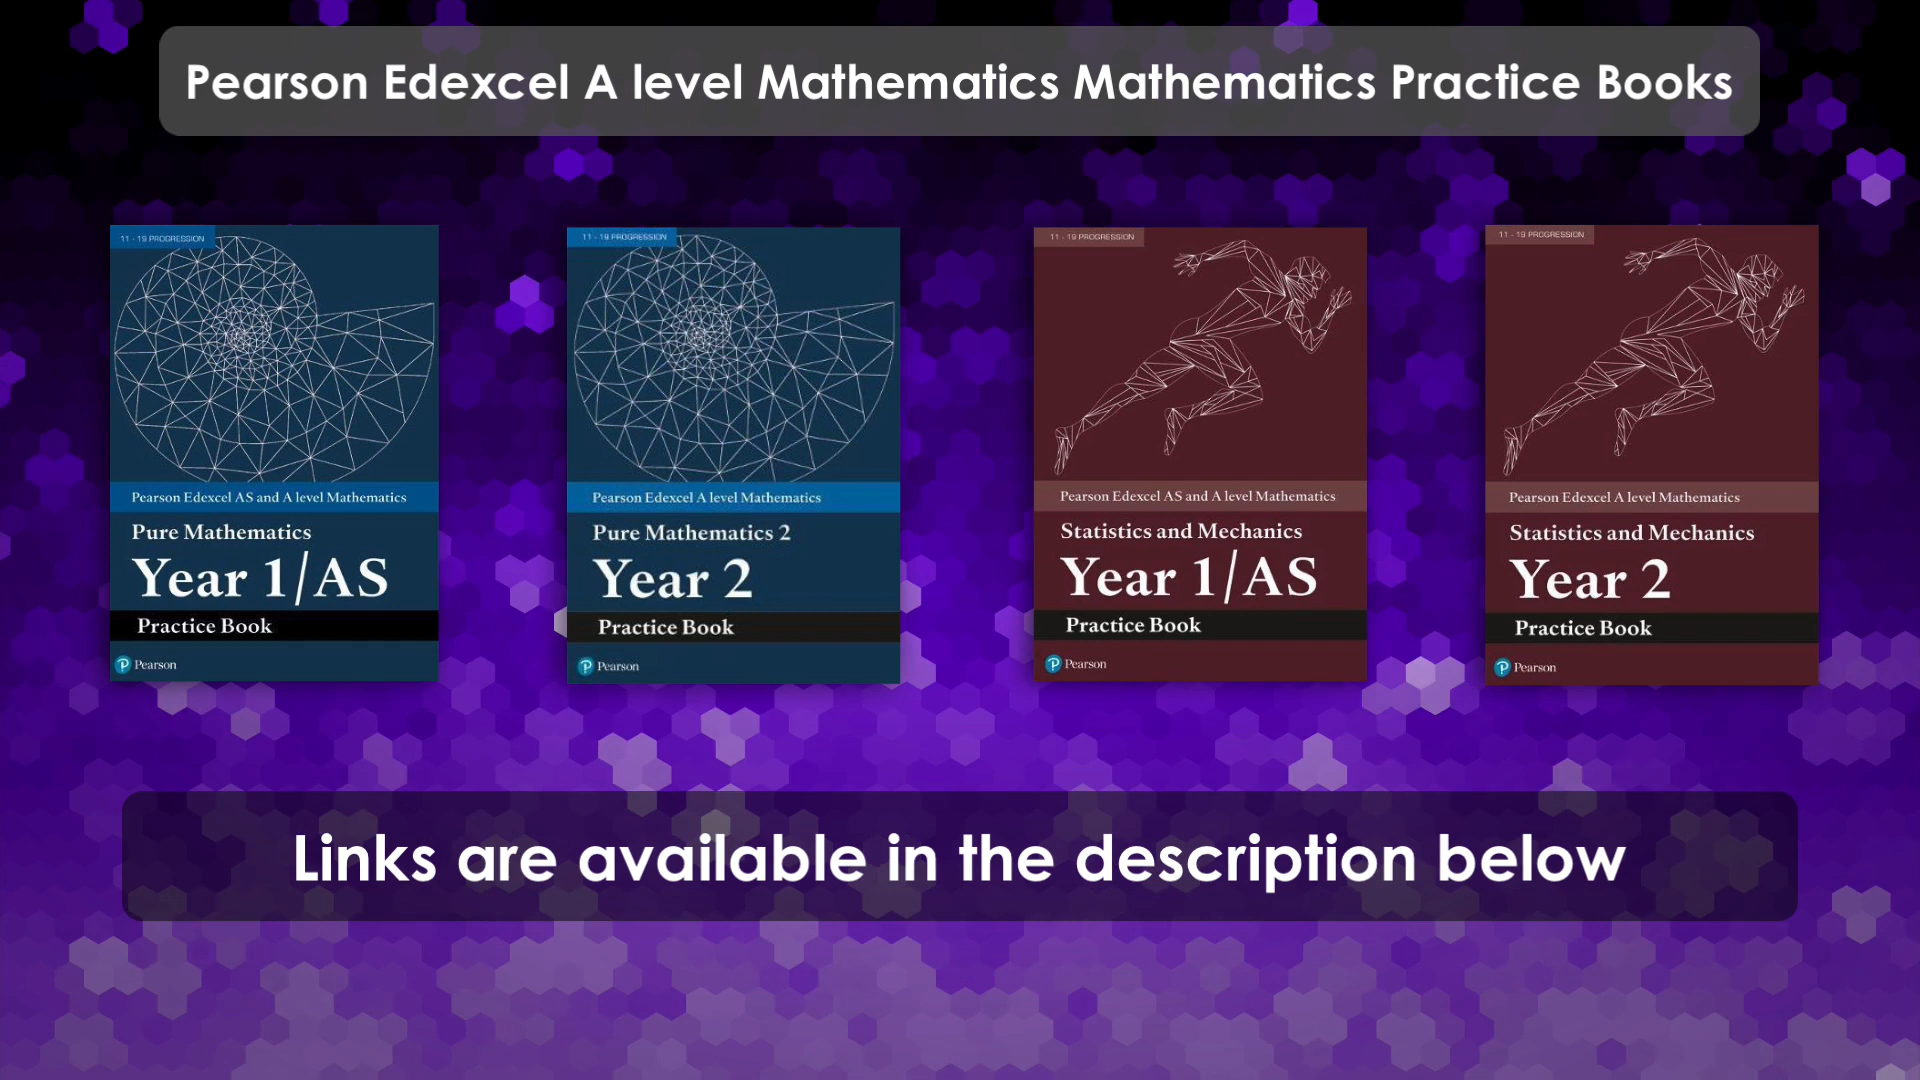 Pearson Edexcel A level Mathematics Mathematics Practice Books
11 - 19 PROGRESSION
Pearson Edexcel AS and A level Mathematics
Pure Mathematics
Year 1/AS
Practice Book
Pearson
11 - 19 PROGRESSION
Pearson Edexcel A level Mathematics
Pure Mathematics 2
Year 2
Practice Book
Pearson
11 - 19 PROGRESSION
Pearson Edexcel AS and A level Mathematics
Statistics and Mechanics
Year 1/AS
Practice Book
Pearson
11 - 19 PROGRESSION
Pearson Edexcel A level Mathematics
Statistics and Mechanics
Year 2
Practice Book
Pearson
Links are available in the description below